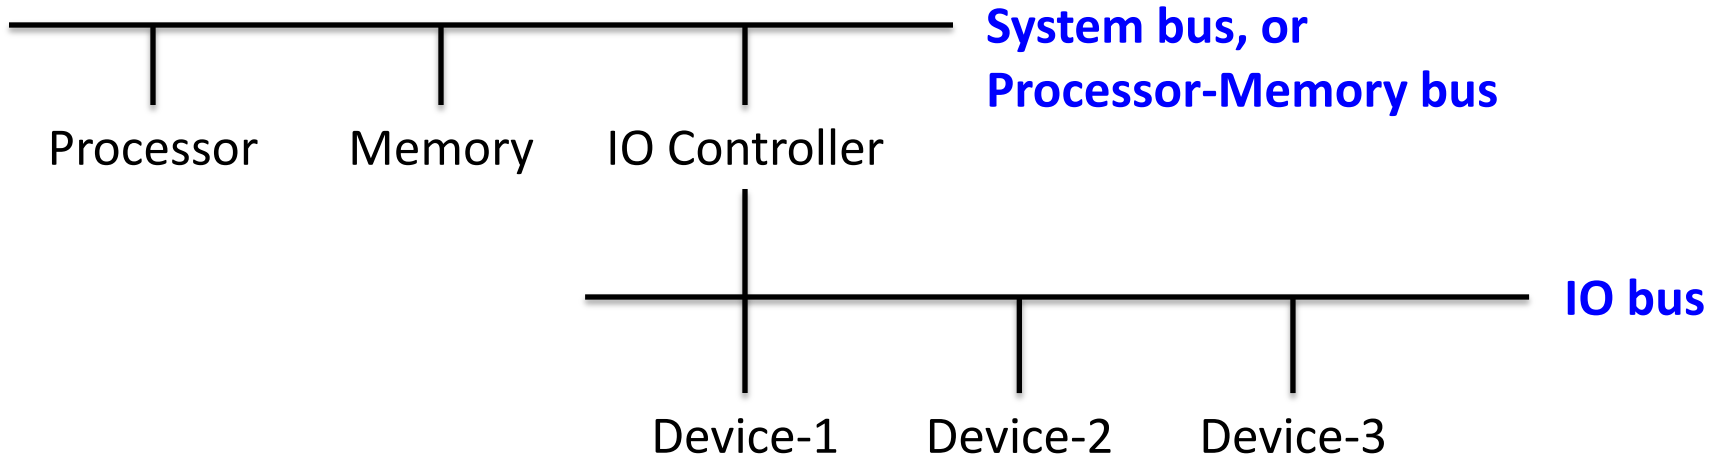 System bus, or
Processor-Memory bus
Processor
Memory
IO Controller
IO bus
Device-1
Device-2
Device-3